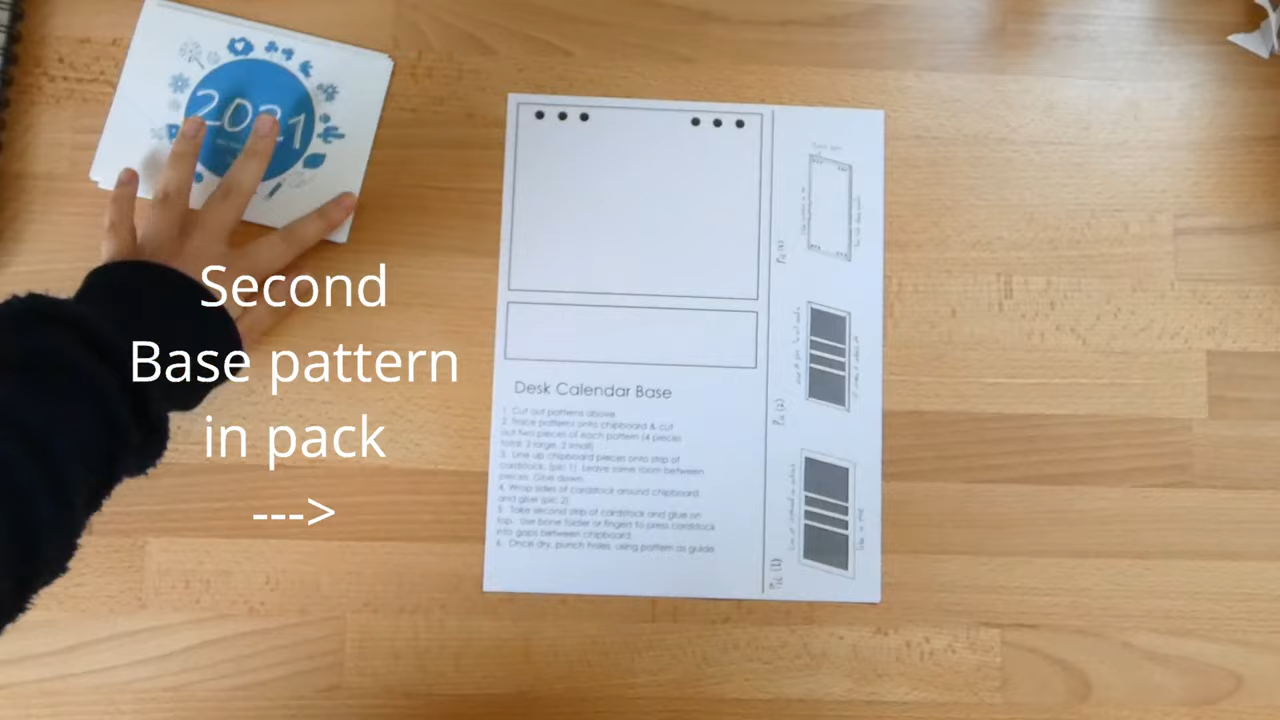 2021
Second
Base pattern
in pack
--->
Desk Calendar Base
1. Cut out patterns above.
2. Trace patterns onto chipboard & cut
out two pieces of each pattern (4 pieces
total: 2 large, 2 small)
3. Line up chipboard pieces onto strip of
cardstock. (pic 1). Leave some room between
pieces. Glue down.
4. Wrap sides of cardstock around chipboard
and glue (pic 2).
5. Take second strip of cardstock and glue on
top. Use bone folder or fingers to press cardstock
into gaps between chipboard.
6. Once dry, punch holes, using pattern as guide